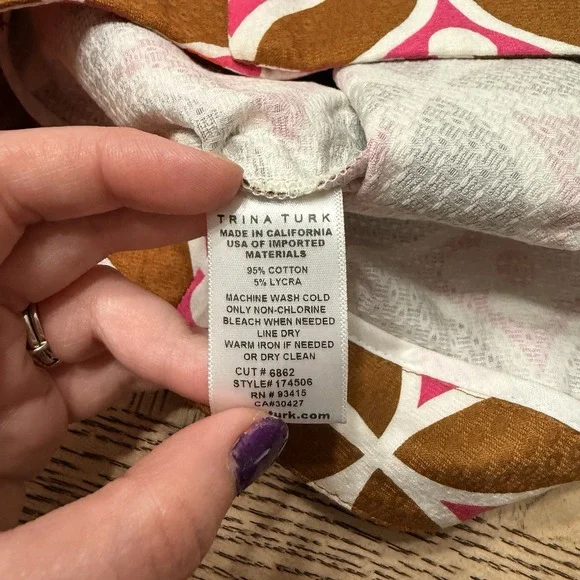 TRINA TURK
MADE IN CALIFORNIA
USA OF IMPORTED
MATERIALS
95% COTTON
5% LYCRA
MACHINE WASH COLD
ONLY NON-CHLORINE
BLEACH WHEN NEEDED
LINE DRY
WARM IRON IF NEEDED
OR DRY CLEAN
CUT # 6862
STYLE# 174506
RN # 93415
CA#30427
turk.com